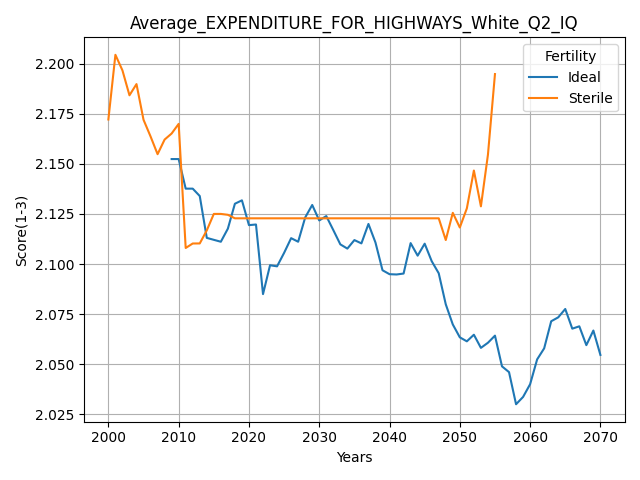 Average_EXPENDITURE_FOR_HIGHWAYS_White_Q2_IQ
Fertility
Ideal
Sterile
Score(1-3)
2.200
2.175
2.150
2.125
2.100
2.075
2.050
2.025
2000 2010 2020 2030 2040 2050 2060 2070
Years